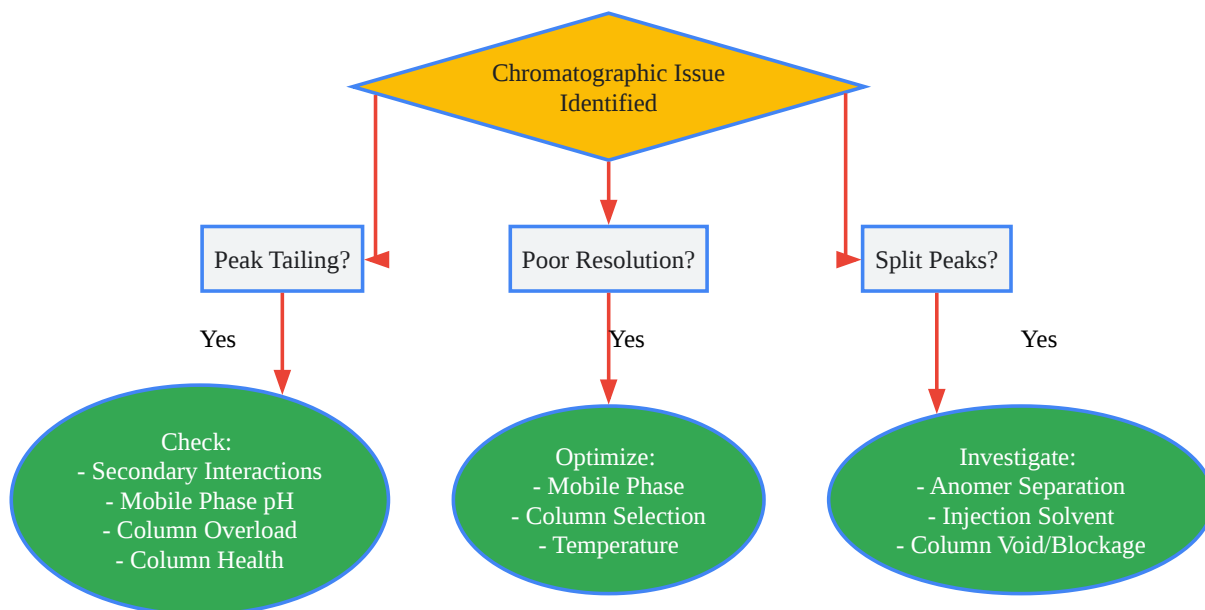 Chromatographic Issue
Identified
Peak Tailing?
Poor Resolution?
Split Peaks?
Yes
Yes
Yes
Check:
- Secondary Interactions
- Mobile Phase pH
- Column Overload
- Column Health
Optimize:
- Mobile Phase
- Column Selection
- Temperature
Investigate:
- Anomer Separation
- Injection Solvent
- Column Void/Blockage